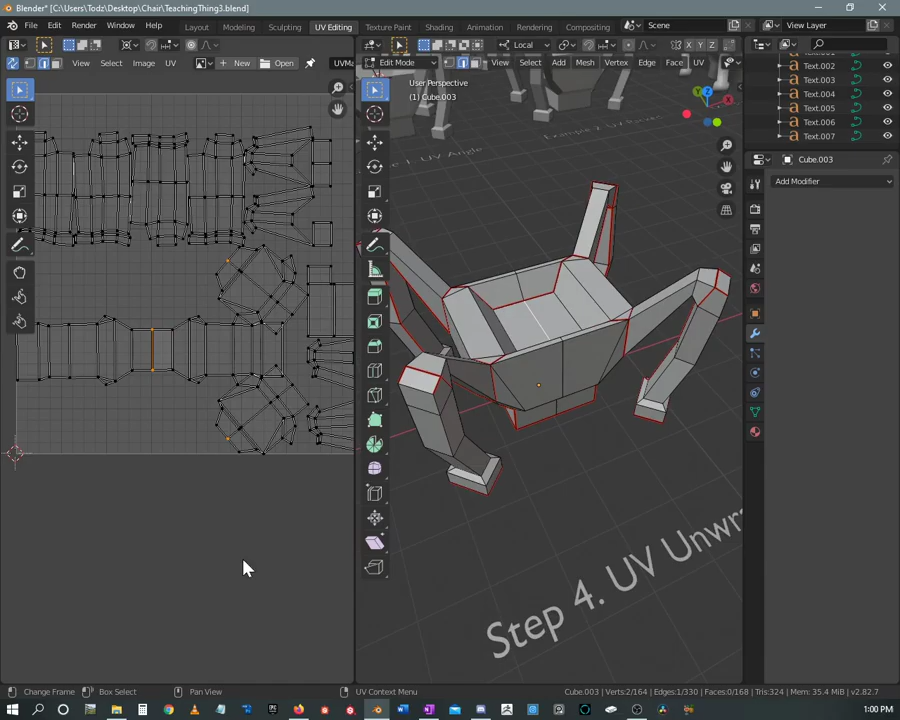 Blender* [C:\Users\Todz\Desktop\Chair\TeachingThing3.blend]
File Edit Render Window Help Layout Modeling Sculpting UV Editing Texture Paint Shading Animation Rendering Compositing Scene View Layer
New Open UVMa Local X Y Z
View Select Image UV Edit Mode View Select Add Mesh Vertex Edge Face UV
User Perspective
(1) Cube.003
Text.002
Text.003
Text.004
Text.005
Text.006
Text.007
Cube.003
Add Modifier
UV Angle
Step 4. UV Unwr
Change Frame Box Select Pan View UV Context Menu Cube.003 | Verts:2/164 | Edges:1/330 | Faces:0/168 | Tris:324 | Mem: 35.4 MiB | v2.82.7
1:00 PM